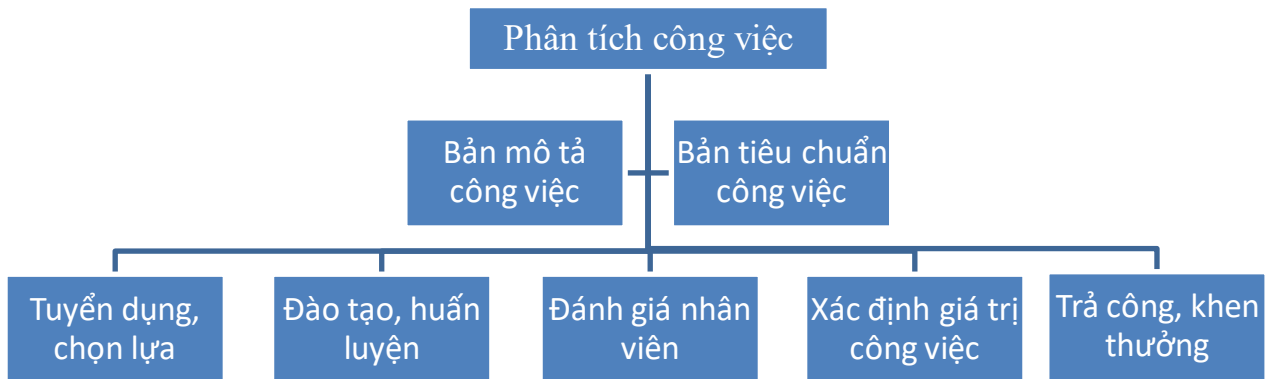 Phân tích công việc
Bản mô tả
công việc
Bản tiêu chuẩn
công việc
Tuyển dụng,
chọn lựa
Đào tạo, huấn
luyện
Đánh giá nhân
viên
Xác định giá trị
công việc
Trả công, khen
thưởng